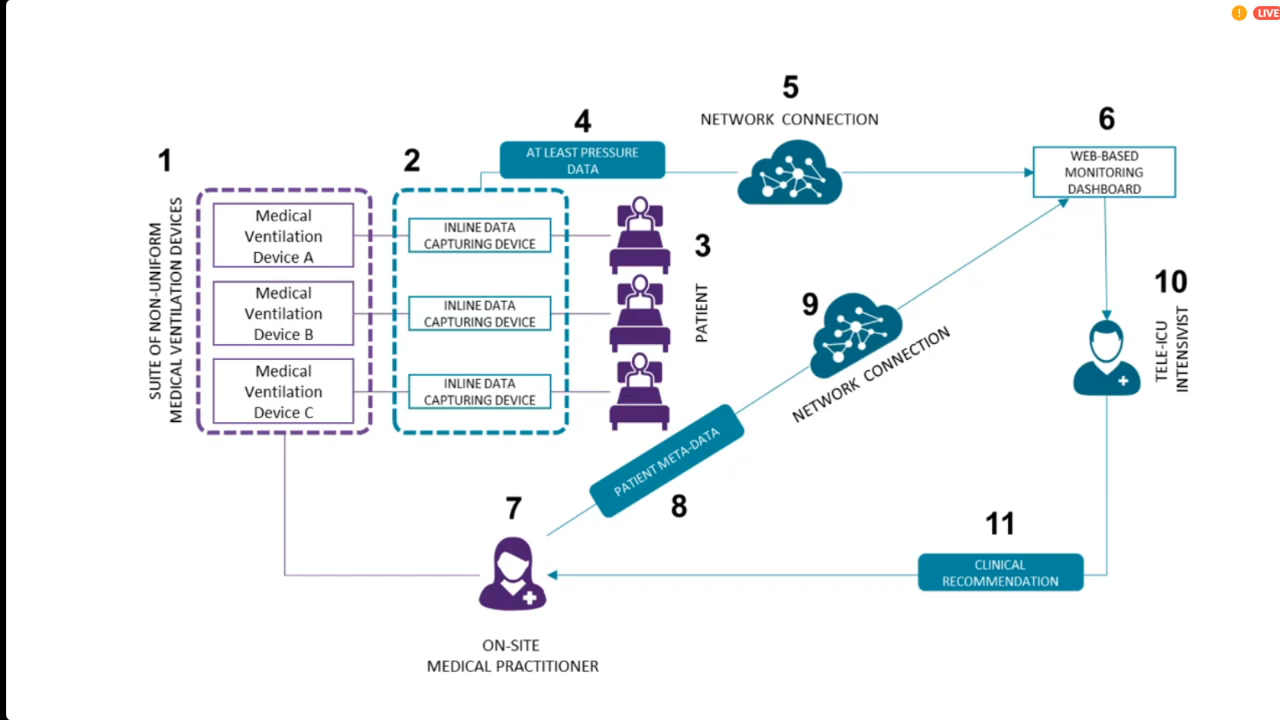 !
LIVE
5
NETWORK CONNECTION
4
AT LEAST PRESSURE
DATA
6
WEB-BASED
MONITORING
DASHBOARD
1
SUITE OF NON-UNIFORM
MEDICAL VENTILATION DEVICES
Medical
Ventilation
Device A
Medical
Ventilation
Device B
Medical
Ventilation
Device C
2
INLINE DATA
CAPTURING DEVICE
INLINE DATA
CAPTURING DEVICE
INLINE DATA
CAPTURING DEVICE
3
PATIENT
9
NETWORK CONNECTION
10
TELE-ICU
INTENSIVIST
PATIENT META-DATA
8
7
ON-SITE
MEDICAL PRACTITIONER
11
CLINICAL
RECOMMENDATION